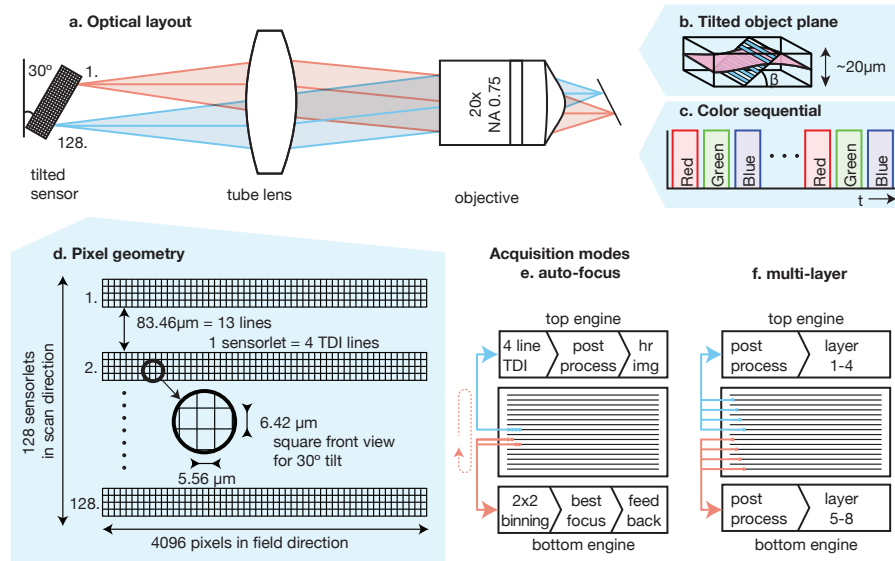 a. Optical layout
30º
1.
128.
tilted
sensor
tube lens
20x
NA 0.75
objective
b. Tilted object plane
β
~20µm
c. Color sequential
Red
Green
Blue
Red
Green
Blue
t
d. Pixel geometry
1.
83.46µm = 13 lines
1 sensorlet = 4 TDI lines
2.
128 sensorlets
in scan direction
6.42 µm
square front view
for 30º tilt
5.56 µm
128.
4096 pixels in field direction
Acquisition modes
e. auto-focus
top engine
4 line
TDI
post
process
hr
img
2x2
binning
best
focus
feed
back
bottom engine
f. multi-layer
top engine
post
process
layer
1-4
post
process
layer
5-8
bottom engine